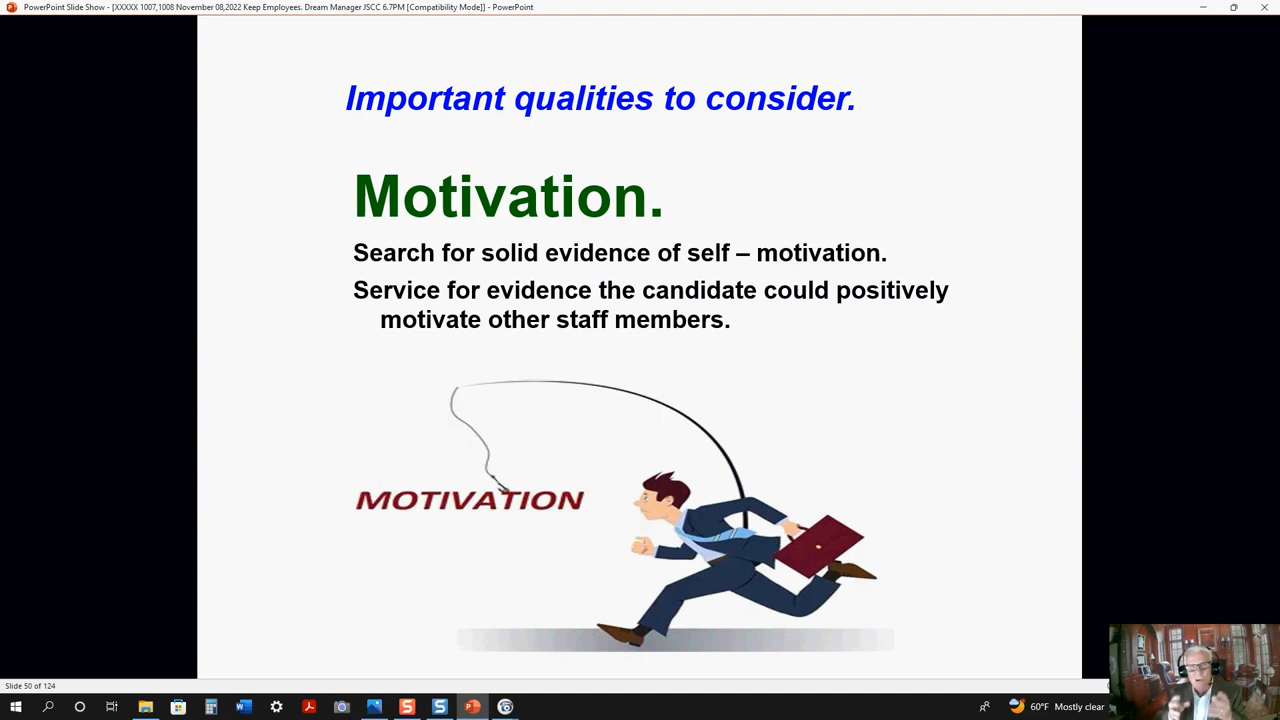 PowerPoint Slide Show - [XXXXX 1007,1008 November 08,2022 Keep Employees. Dream Manager JSCC 6.7PM [Compatibility Mode]] - PowerPoint
Important qualities to consider.
Motivation.
Search for solid evidence of self – motivation.
Service for evidence the candidate could positively
motivate other staff members.
MOTIVATION
Slide 50 of 124
60°F Mostly clear